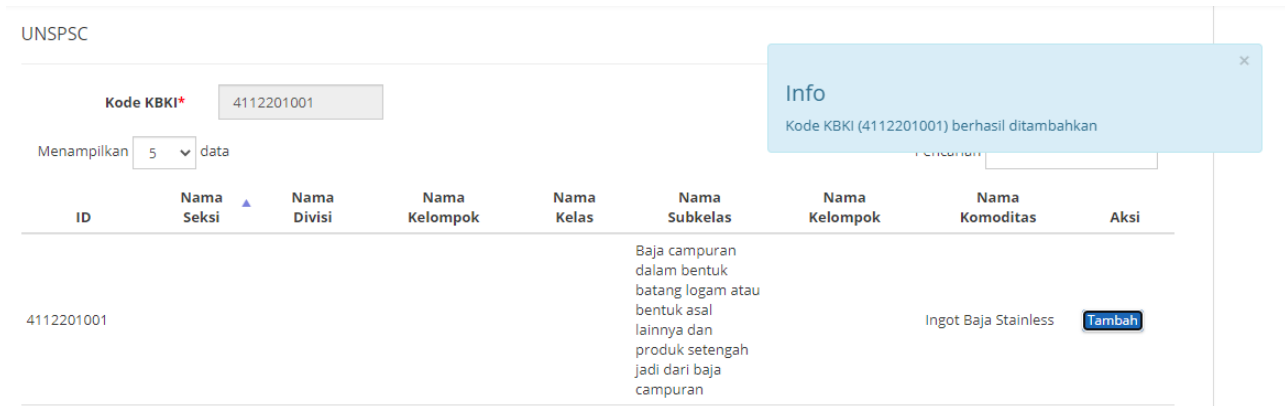 UNSPSC
×
Info
Kode KBKI (4112201001) berhasil ditambahkan
Kode KBKI* 4112201001
Menampilkan 5 data
Pencarian
ID Nama Seksi Nama Divisi Nama Kelompok Nama Kelas Nama Subkelas Nama Kelompok Nama Komoditas Aksi
4112201001
Baja campuran
dalam bentuk
batang logam atau
bentuk asal
lainnya dan
produk setengah
jadi dari baja
campuran
Ingot Baja Stainless
Tambah